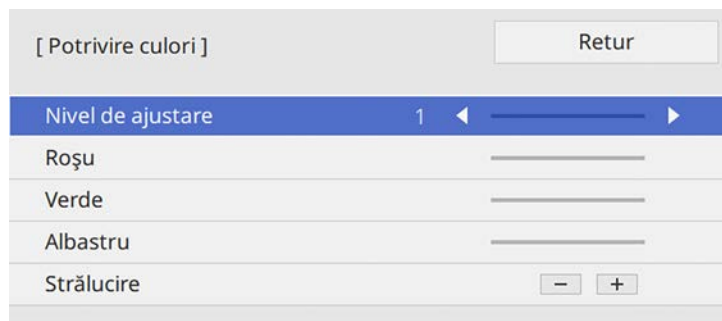 [ Potrivire culori ]
Retur
Nivel de ajustare 1
Roşu
Verde
Albastru
Strălucire − +